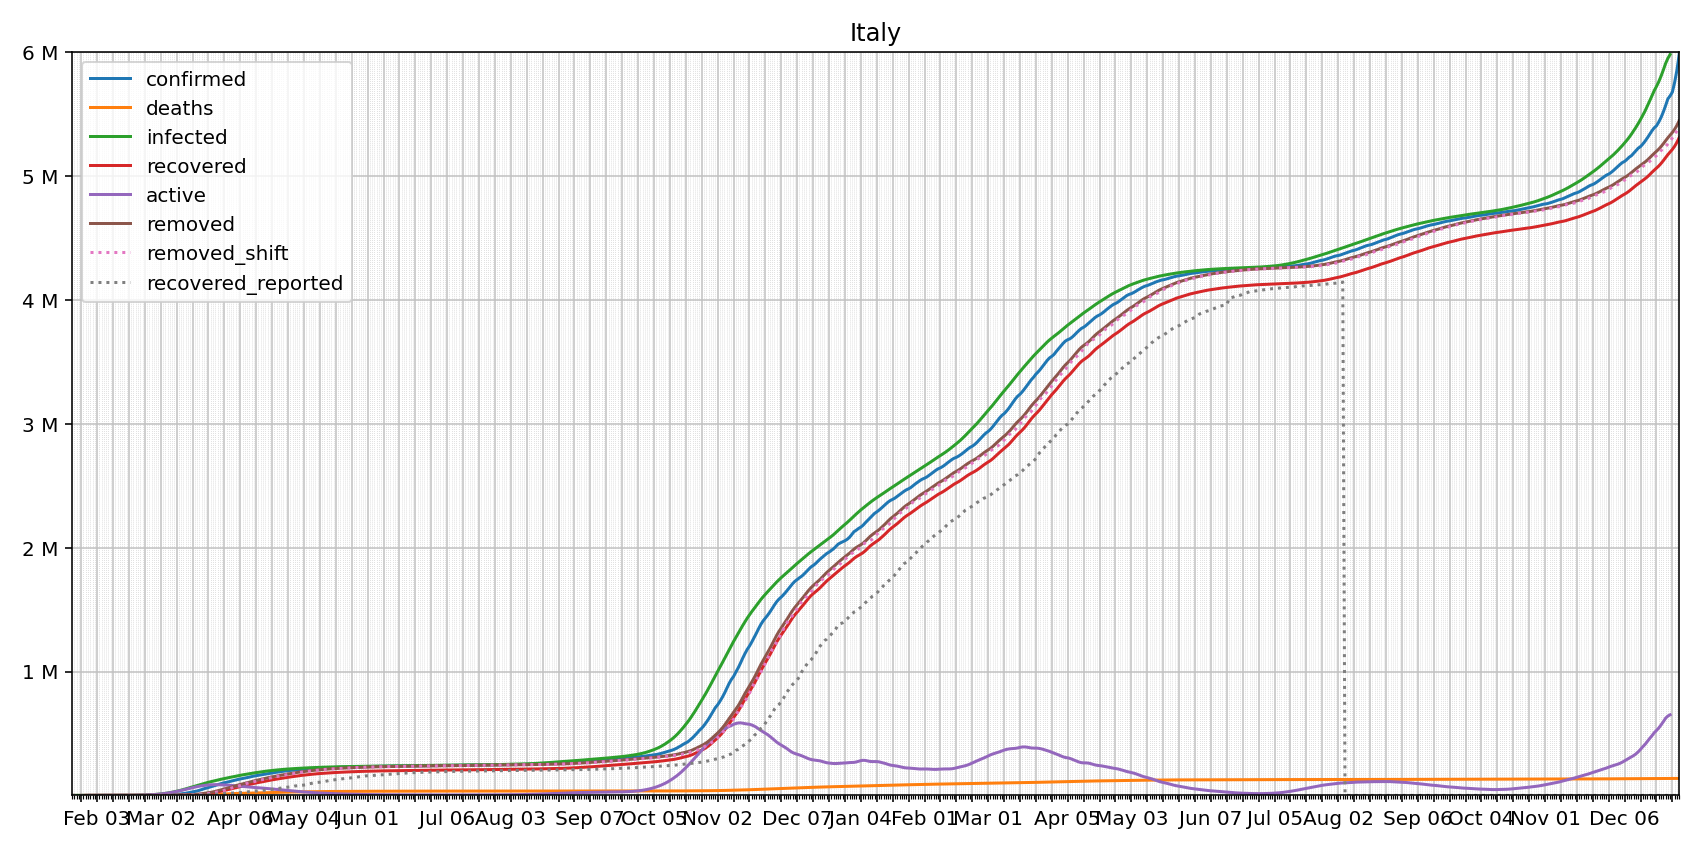 Italy
6 M
5 M
4 M
3 M
2 M
1 M
confirmed
deaths
infected
recovered
active
removed
removed_shift
recovered_reported
Feb 03 Mar 02 Apr 06 May 04 Jun 01 Jul 06 Aug 03 Sep 07 Oct 05 Nov 02 Dec 07 Jan 04 Feb 01 Mar 01 Apr 05 May 03 Jun 07 Jul 05 Aug 02 Sep 06 Oct 04 Nov 01 Dec 06